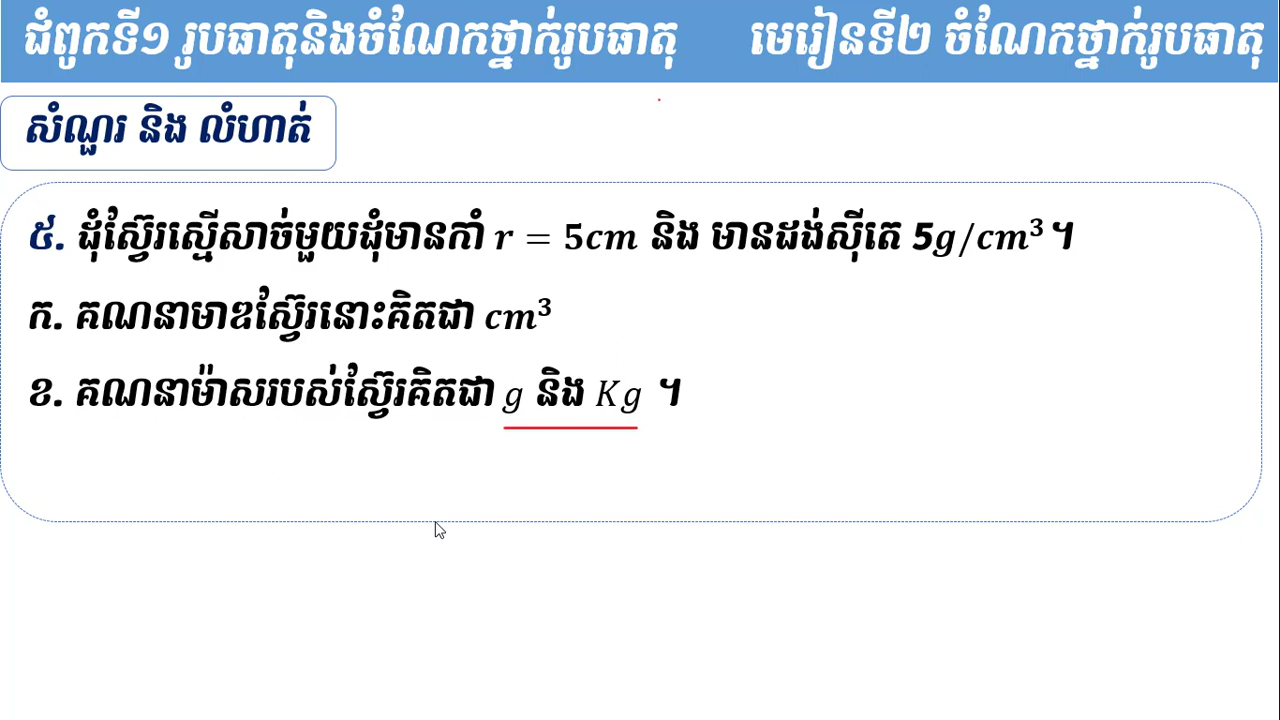 ជំពូកទី១ រូបធាតុនិងចំណែកថ្នាក់រូបធាតុ មេរៀនទី២ ចំណែកថ្នាក់រូបធាតុ
សំណួរ និង លំហាត់
៥. ដុំស្វ៊ែរស្មើសាច់មួយដុំមានកាំ r = 5cm និង មានដង់ស៊ីតេ 5g/cm³ ។
ក. គណនាមាឌស្វ៊ែរនោះគិតជា cm³
ខ. គណនាម៉ាសរបស់ស្វ៊ែរគិតជា g និង Kg ។